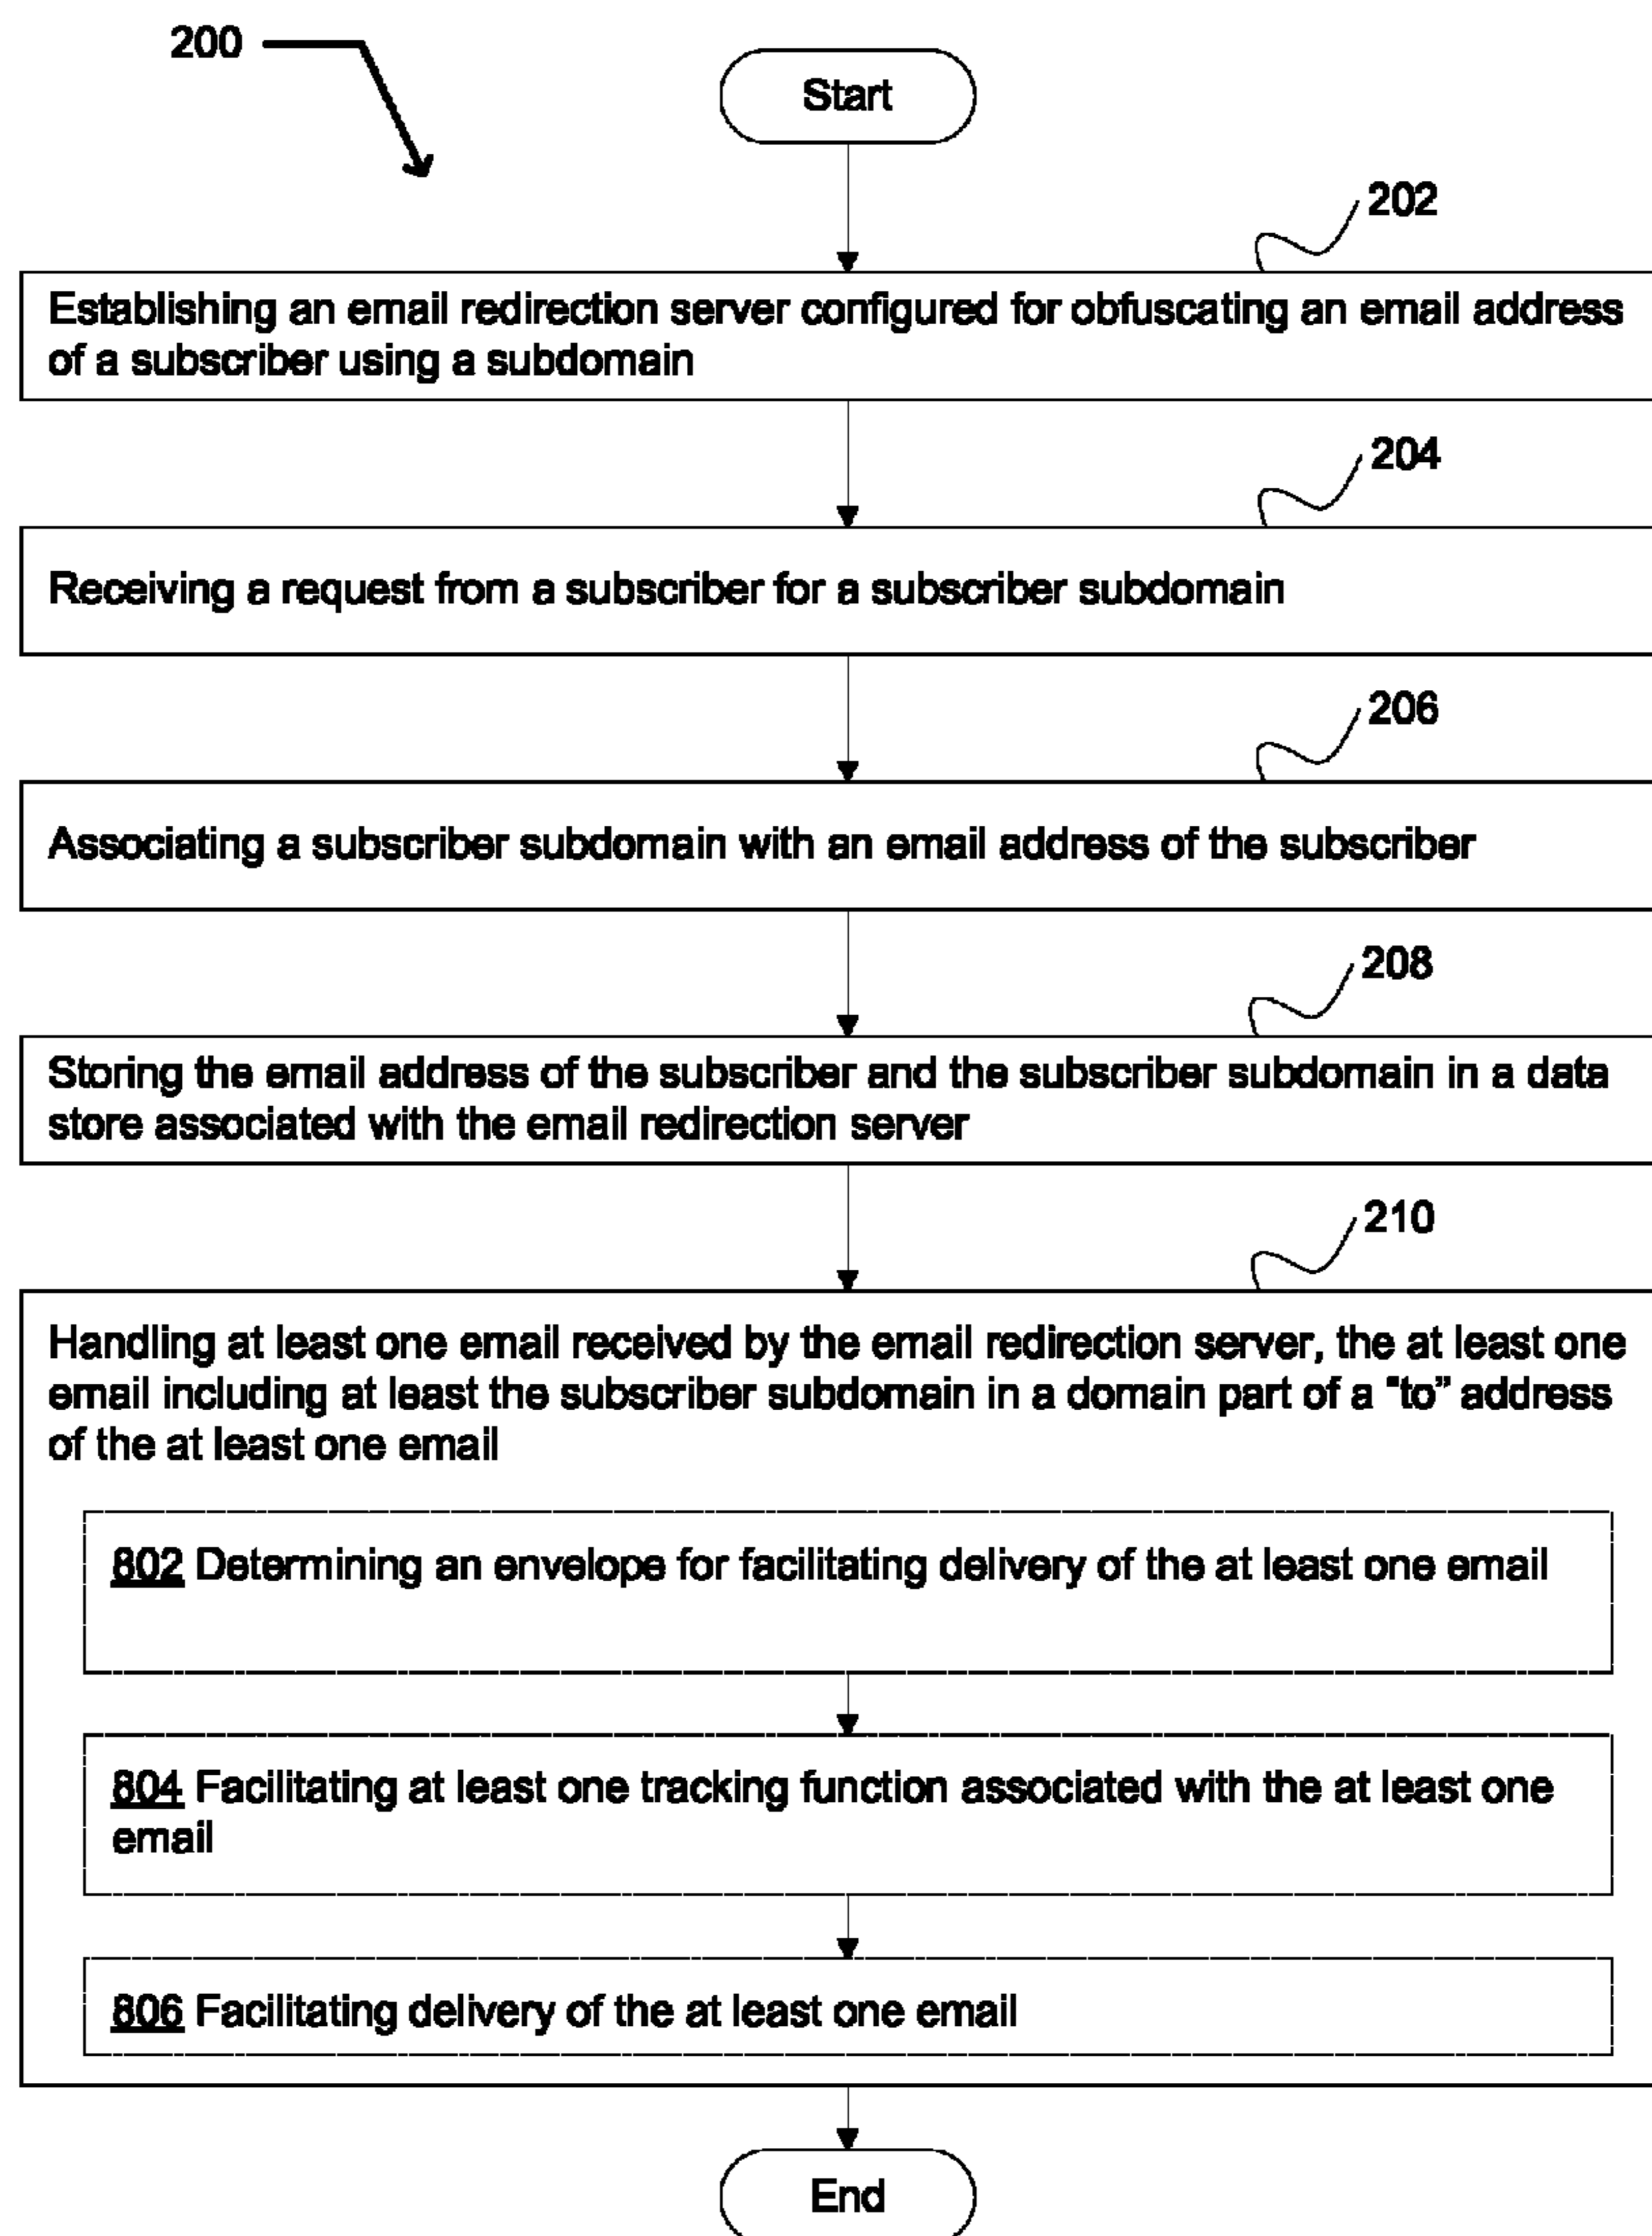 200
Start
202
Establishing an email redirection server configured for obfuscating an email address
of a subscriber using a subdomain
204
Receiving a request from a subscriber for a subscriber subdomain
206
Associating a subscriber subdomain with an email address of the subscriber
208
Storing the email address of the subscriber and the subscriber subdomain in a data
store associated with the email redirection server
210
Handling at least one email received by the email redirection server, the at least one
email including at least the subscriber subdomain in a domain part of a “to” address
of the at least one email
802 Determining an envelope for facilitating delivery of the at least one email
804 Facilitating at least one tracking function associated with the at least one
email
806 Facilitating delivery of the at least one email
End